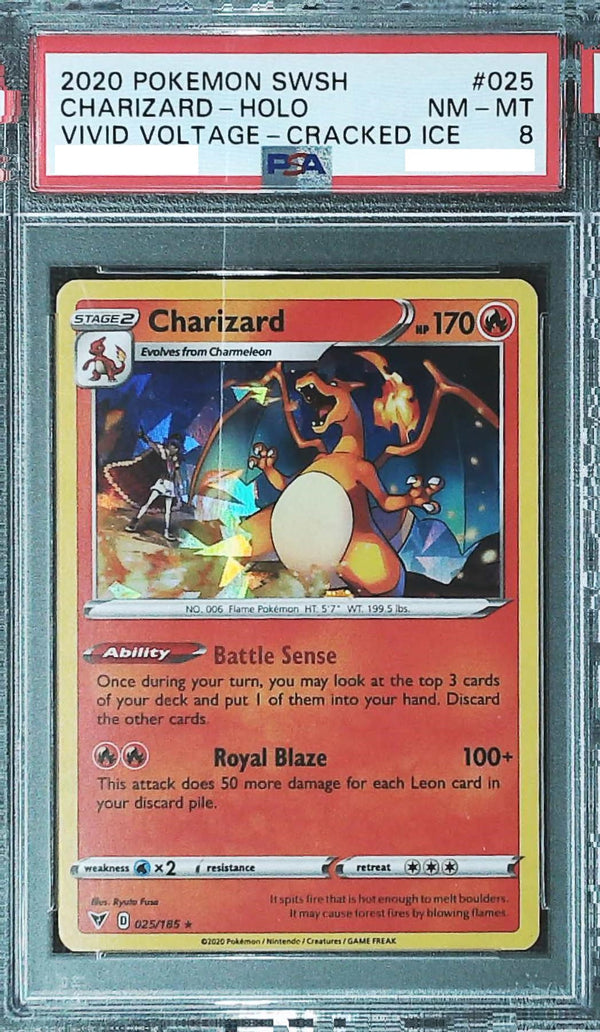 2020 POKEMON SWSH #025
CHARIZARD - HOLO NM - MT
VIVID VOLTAGE - CRACKED ICE 8
PSA
STAGE 2 Charizard HP 170
Evolves from Charmeleon
NO. 006 Flame Pokémon HT. 5'7" WT. 199.5 lbs.
Ability Battle Sense
Once during your turn, you may look at the top 3 cards
of your deck and put 1 of them into your hand. Discard
the other cards.
Royal Blaze 100+
This attack does 50 more damage for each Leon card in
your discard pile.
weakness ×2 resistance retreat
Illus. Ryuta Fuse
It spits fire that is hot enough to melt boulders.
It may cause forest fires by blowing flames.
D 025/185 ★
©2020 Pokémon / Nintendo / Creatures / GAME FREAK